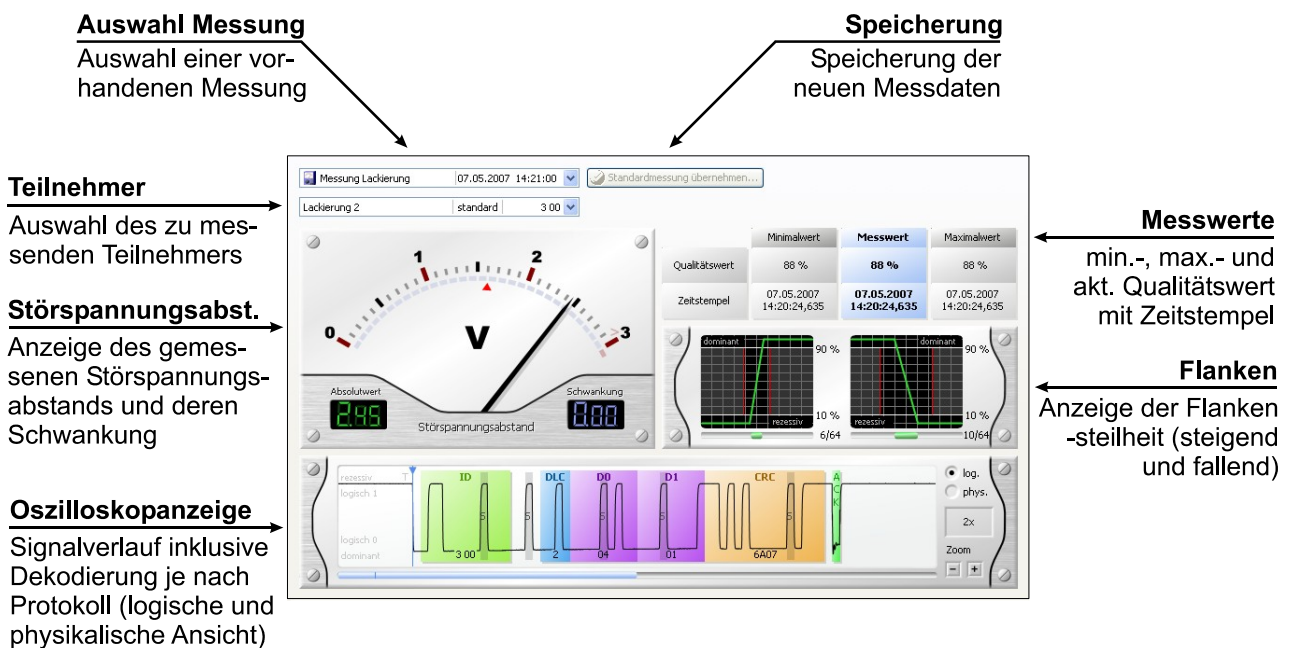 Auswahl Messung
Auswahl einer vor-
handenen Messung
Speicherung
Speicherung der
neuen Messdaten
Teilnehmer
Auswahl des zu mes-
senden Teilnehmers
Störspannungsabst.
Anzeige des gemes-
senen Störspannungs-
abstands und deren
Schwankung
Oszilloskopanzeige
Signalverlauf inklusive
Dekodierung je nach
Protokoll (logische und
physikalische Ansicht)
Messung Lackierung 07.05.2007 14:21:00 Standardmessung übernehmen...
Lackierung 2 standard 3 00
0 1 2 3
V
Absolutwert
2.45
Störspannungsabstand
Schwankung
0.00
Minimalwert Messwert Maximalwert
Qualitätswert 88 % 88 % 88 %
Zeitstempel 07.05.2007 07.05.2007 07.05.2007
14:20:24,635 14:20:24,635 14:20:24,635
dominant 90 % dominant 90 %
10 % 10 %
rezessiv rezessiv
6/64 10/64
rezessiv T ID DLC D0 D1 CRC ACK
logisch 1
5 5 5 5 5
logisch 0
dominant 3 00 2 04 01 6A07
log.
phys.
2x
Zoom
- +
Messwerte
min.-, max.- und
akt. Qualitätswert
mit Zeitstempel
Flanken
Anzeige der Flanken
-steilheit (steigend
und fallend)